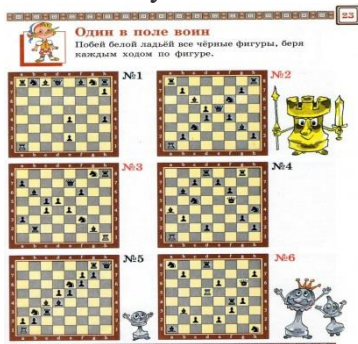 23
Один в поле воин
Побей белой ладьёй все чёрные фигуры, беря
каждым ходом по фигуре.
№1
№2
№3
№4
№5
№6